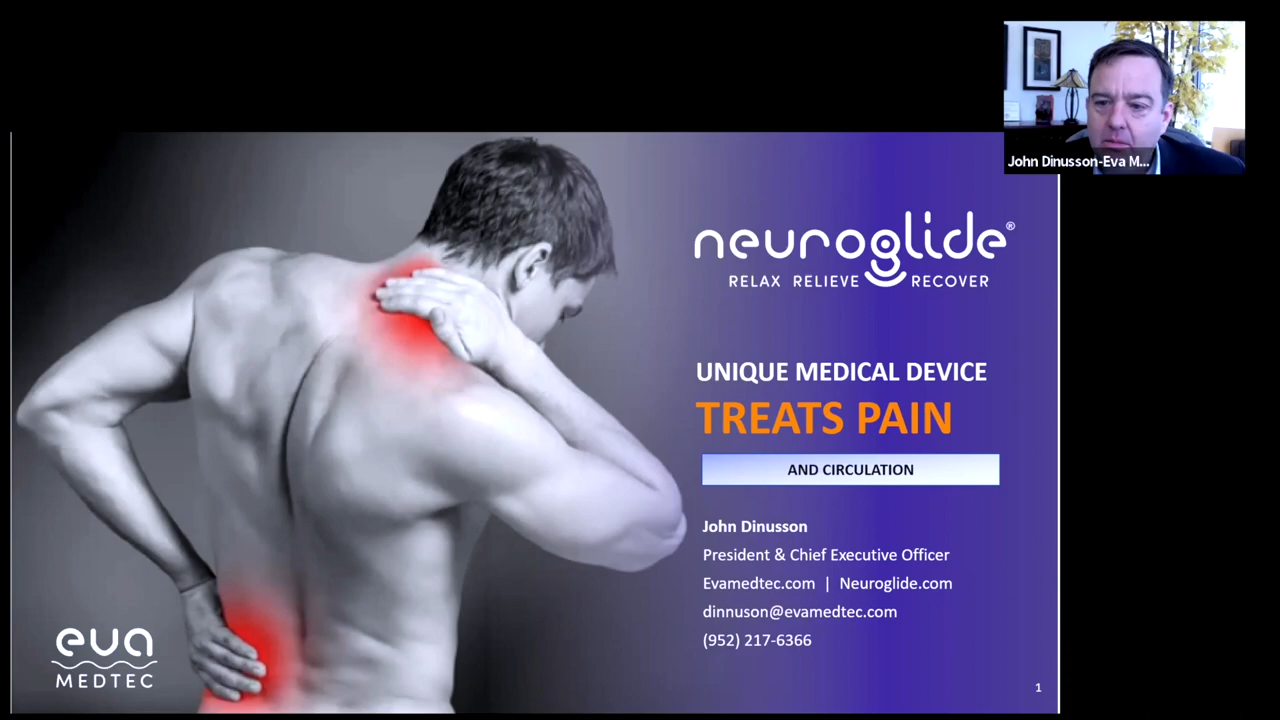 John Dinusson-Eva M...
neuroglide®
RELAX RELIEVE RECOVER
UNIQUE MEDICAL DEVICE
TREATS PAIN
AND CIRCULATION
John Dinusson
President & Chief Executive Officer
Evamedtec.com | Neuroglide.com
dinnuson@evamedtec.com
(952) 217-6366
eva
MEDTEC
1